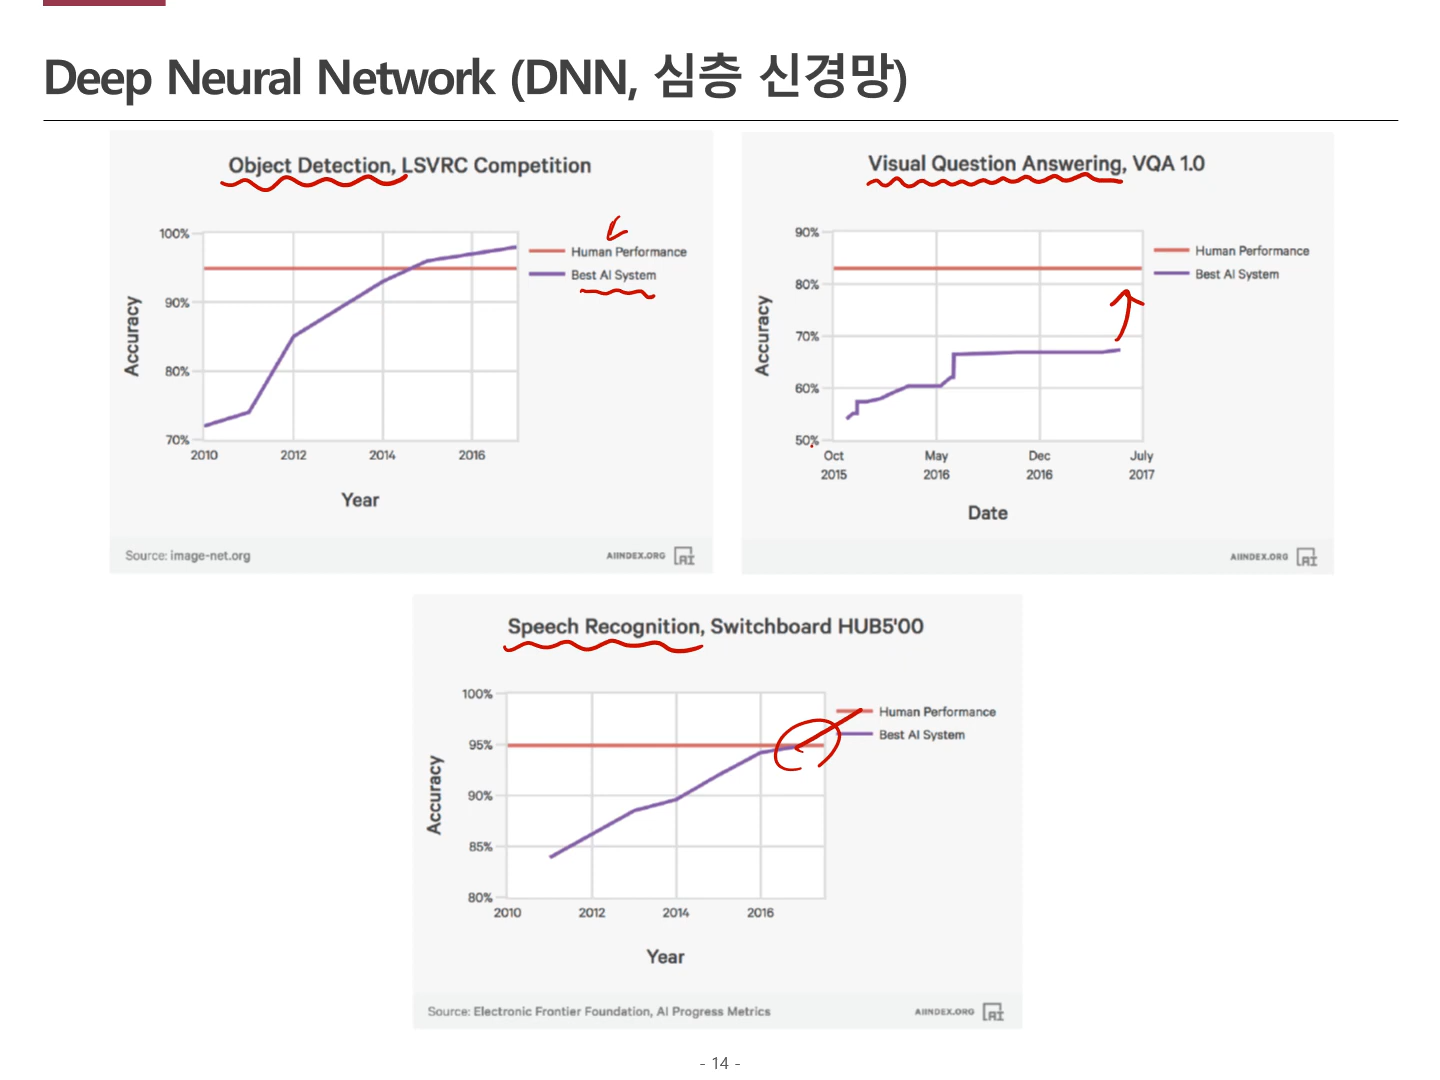 Deep Neural Network (DNN, 심층 신경망)
Object Detection, LSVRC Competition
100%
90%
80%
70%
Accuracy
2010 2012 2014 2016
Year
Human Performance
Best AI System
Source: image-net.org
AIINDEX.ORG AI
Visual Question Answering, VQA 1.0
90%
80%
70%
60%
50%
Accuracy
Oct May Dec July
2015 2016 2016 2017
Date
Human Performance
Best AI System
AIINDEX.ORG AI
Speech Recognition, Switchboard HUB5'00
100%
95%
90%
85%
80%
Accuracy
2010 2012 2014 2016
Year
Human Performance
Best AI System
Source: Electronic Frontier Foundation, AI Progress Metrics
AIINDEX.ORG AI
- 14 -